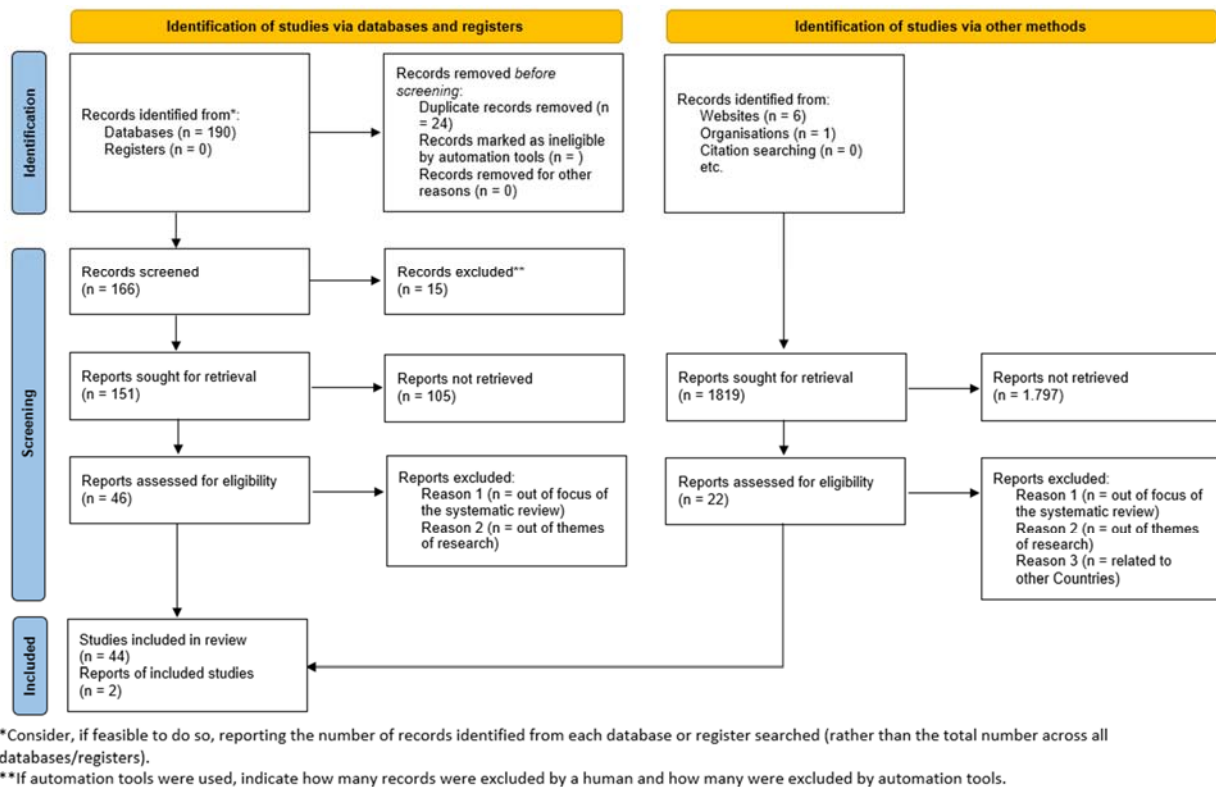 Identification of studies via databases and registers
Identification of studies via other methods
Identification
Records identified from*:
Databases (n = 190)
Registers (n = 0)
Records removed before
screening:
Duplicate records removed (n
= 24)
Records marked as ineligible
by automation tools (n = )
Records removed for other
reasons (n = 0)
Records identified from:
Websites (n = 6)
Organisations (n = 1)
Citation searching (n = 0)
etc.
Screening
Records screened
(n = 166)
Records excluded**
(n = 15)
Reports sought for retrieval
(n = 151)
Reports not retrieved
(n = 105)
Reports sought for retrieval
(n = 1819)
Reports not retrieved
(n = 1.797)
Reports assessed for eligibility
(n = 46)
Reports excluded:
Reason 1 (n = out of focus of
the systematic review)
Reason 2 (n = out of themes
of research)
Reports assessed for eligibility
(n = 22)
Reports excluded:
Reason 1 (n = out of focus of
the systematic review)
Reason 2 (n = out of themes
of research)
Reason 3 (n = related to
other Countries)
Included
Studies included in review
(n = 44)
Reports of included studies
(n = 2)
*Consider, if feasible to do so, reporting the number of records identified from each database or register searched (rather than the total number across all
databases/registers).
**If automation tools were used, indicate how many records were excluded by a human and how many were excluded by automation tools.